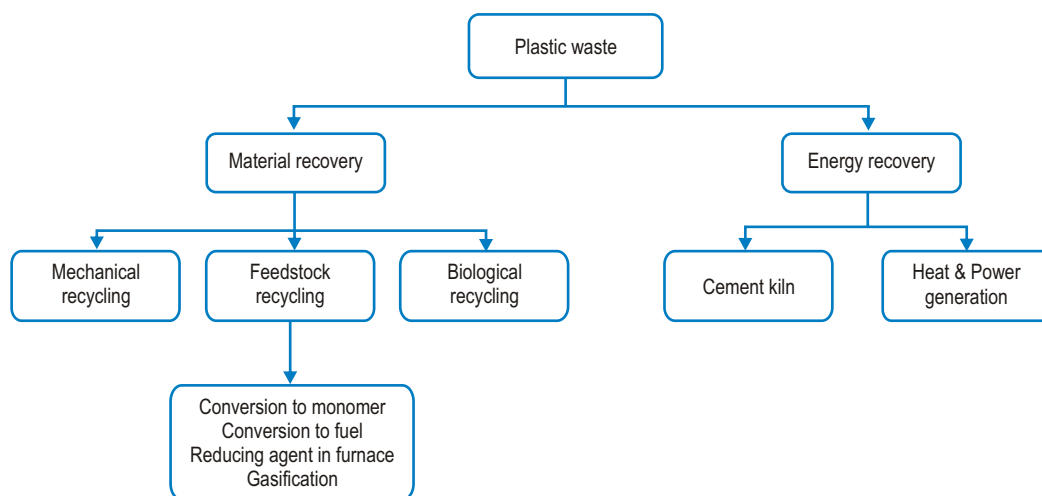 Plastic waste
Material recovery
Energy recovery
Mechanical
recycling
Feedstock
recycling
Biological
recycling
Cement kiln
Heat & Power
generation
Conversion to monomer
Conversion to fuel
Reducing agent in furnace
Gasification